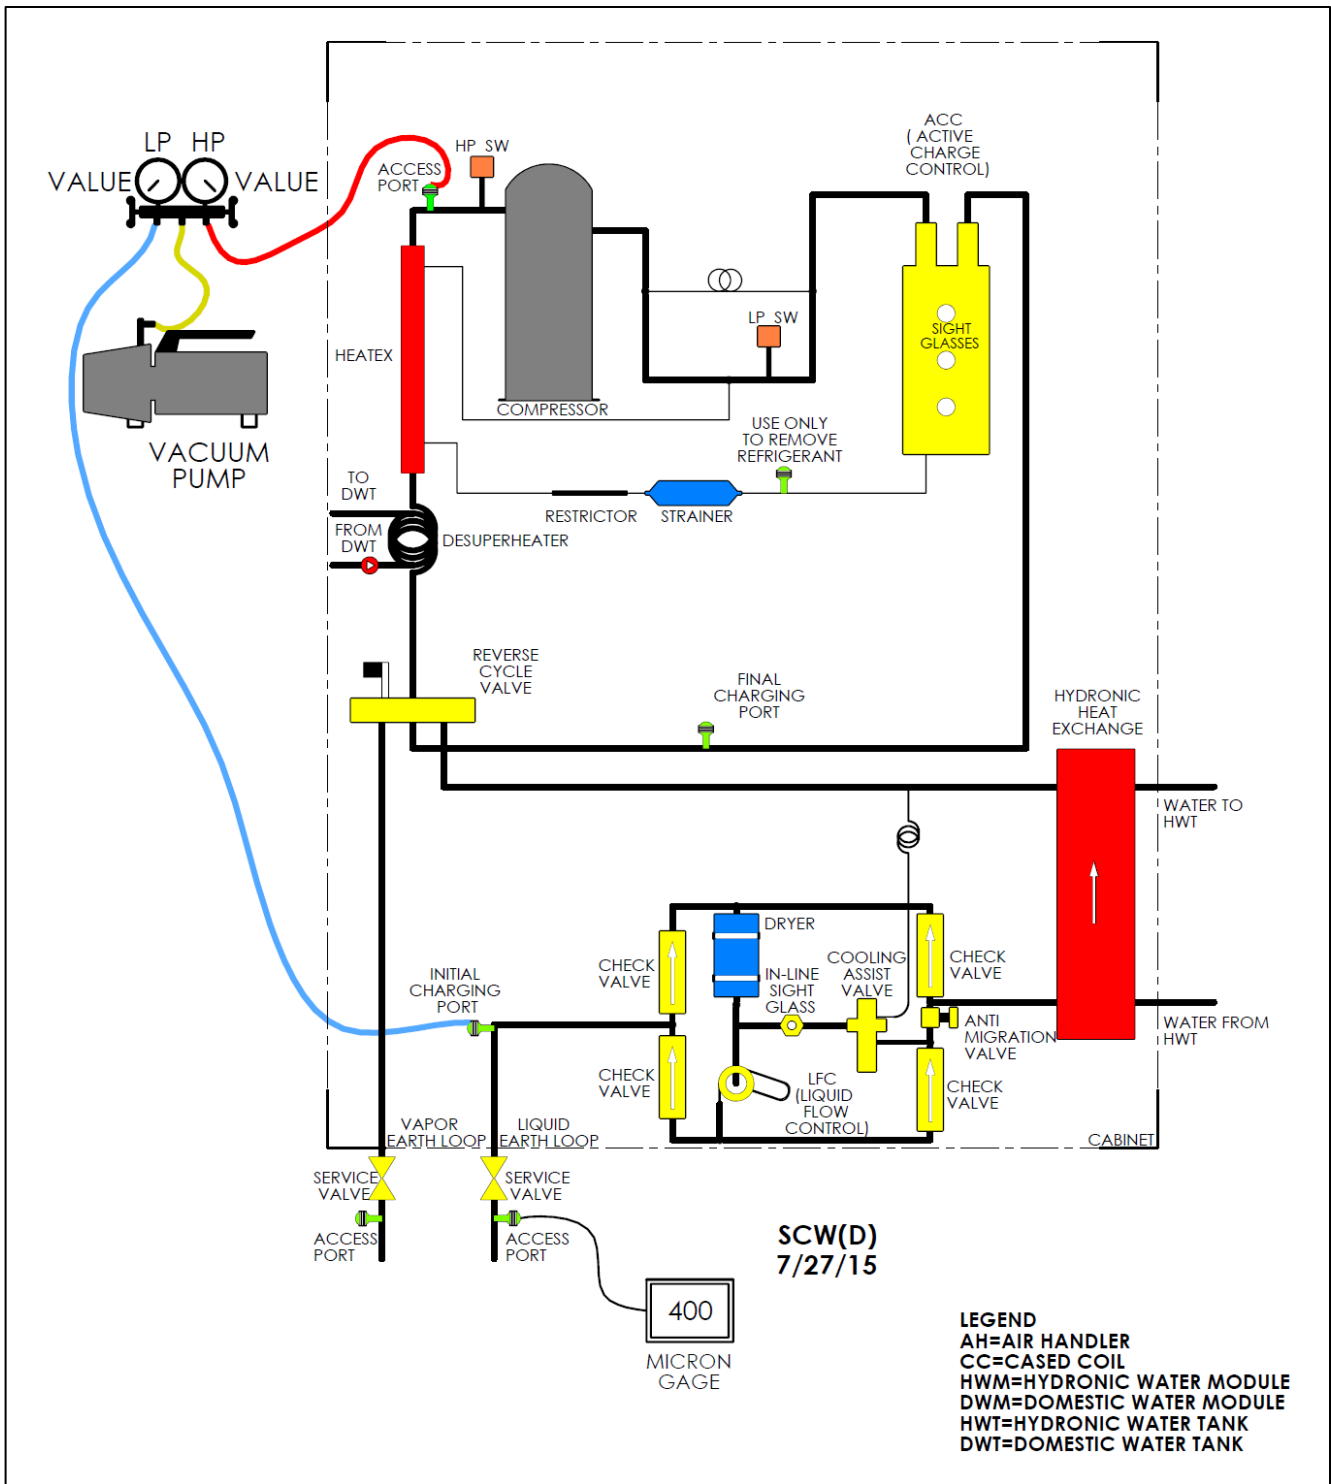 LP HP
VALUE VALUE
VACUUM
PUMP
ACCESS
PORT
HP SW
ACC
( ACTIVE
CHARGE
CONTROL)
HEATEX
COMPRESSOR
LP SW
SIGHT
GLASSES
USE ONLY
TO REMOVE
REFRIGERANT
TO
DWT
FROM
DWT
RESTRICTOR
STRAINER
DESUPERHEATER
REVERSE
CYCLE
VALVE
FINAL
CHARGING
PORT
HYDRONIC
HEAT
EXCHANGE
WATER TO
HWT
INITIAL
CHARGING
PORT
CHECK
VALVE
DRYER
IN-LINE
SIGHT
GLASS
COOLING
ASSIST
VALVE
CHECK
VALVE
ANTI
MIGRATION
VALVE
WATER FROM
HWT
CHECK
VALVE
LFC
(LIQUID
FLOW
CONTROL)
CHECK
VALVE
VAPOR
EARTH LOOP
LIQUID
EARTH LOOP
CABINET
SERVICE
VALVE
SERVICE
VALVE
ACCESS
PORT
ACCESS
PORT
SCW(D)
7/27/15
400
MICRON
GAGE
LEGEND
AH=AIR HANDLER
CC=CASED COIL
HWM=HYDRONIC WATER MODULE
DWM=DOMESTIC WATER MODULE
HWT=HYDRONIC WATER TANK
DWT=DOMESTIC WATER TANK